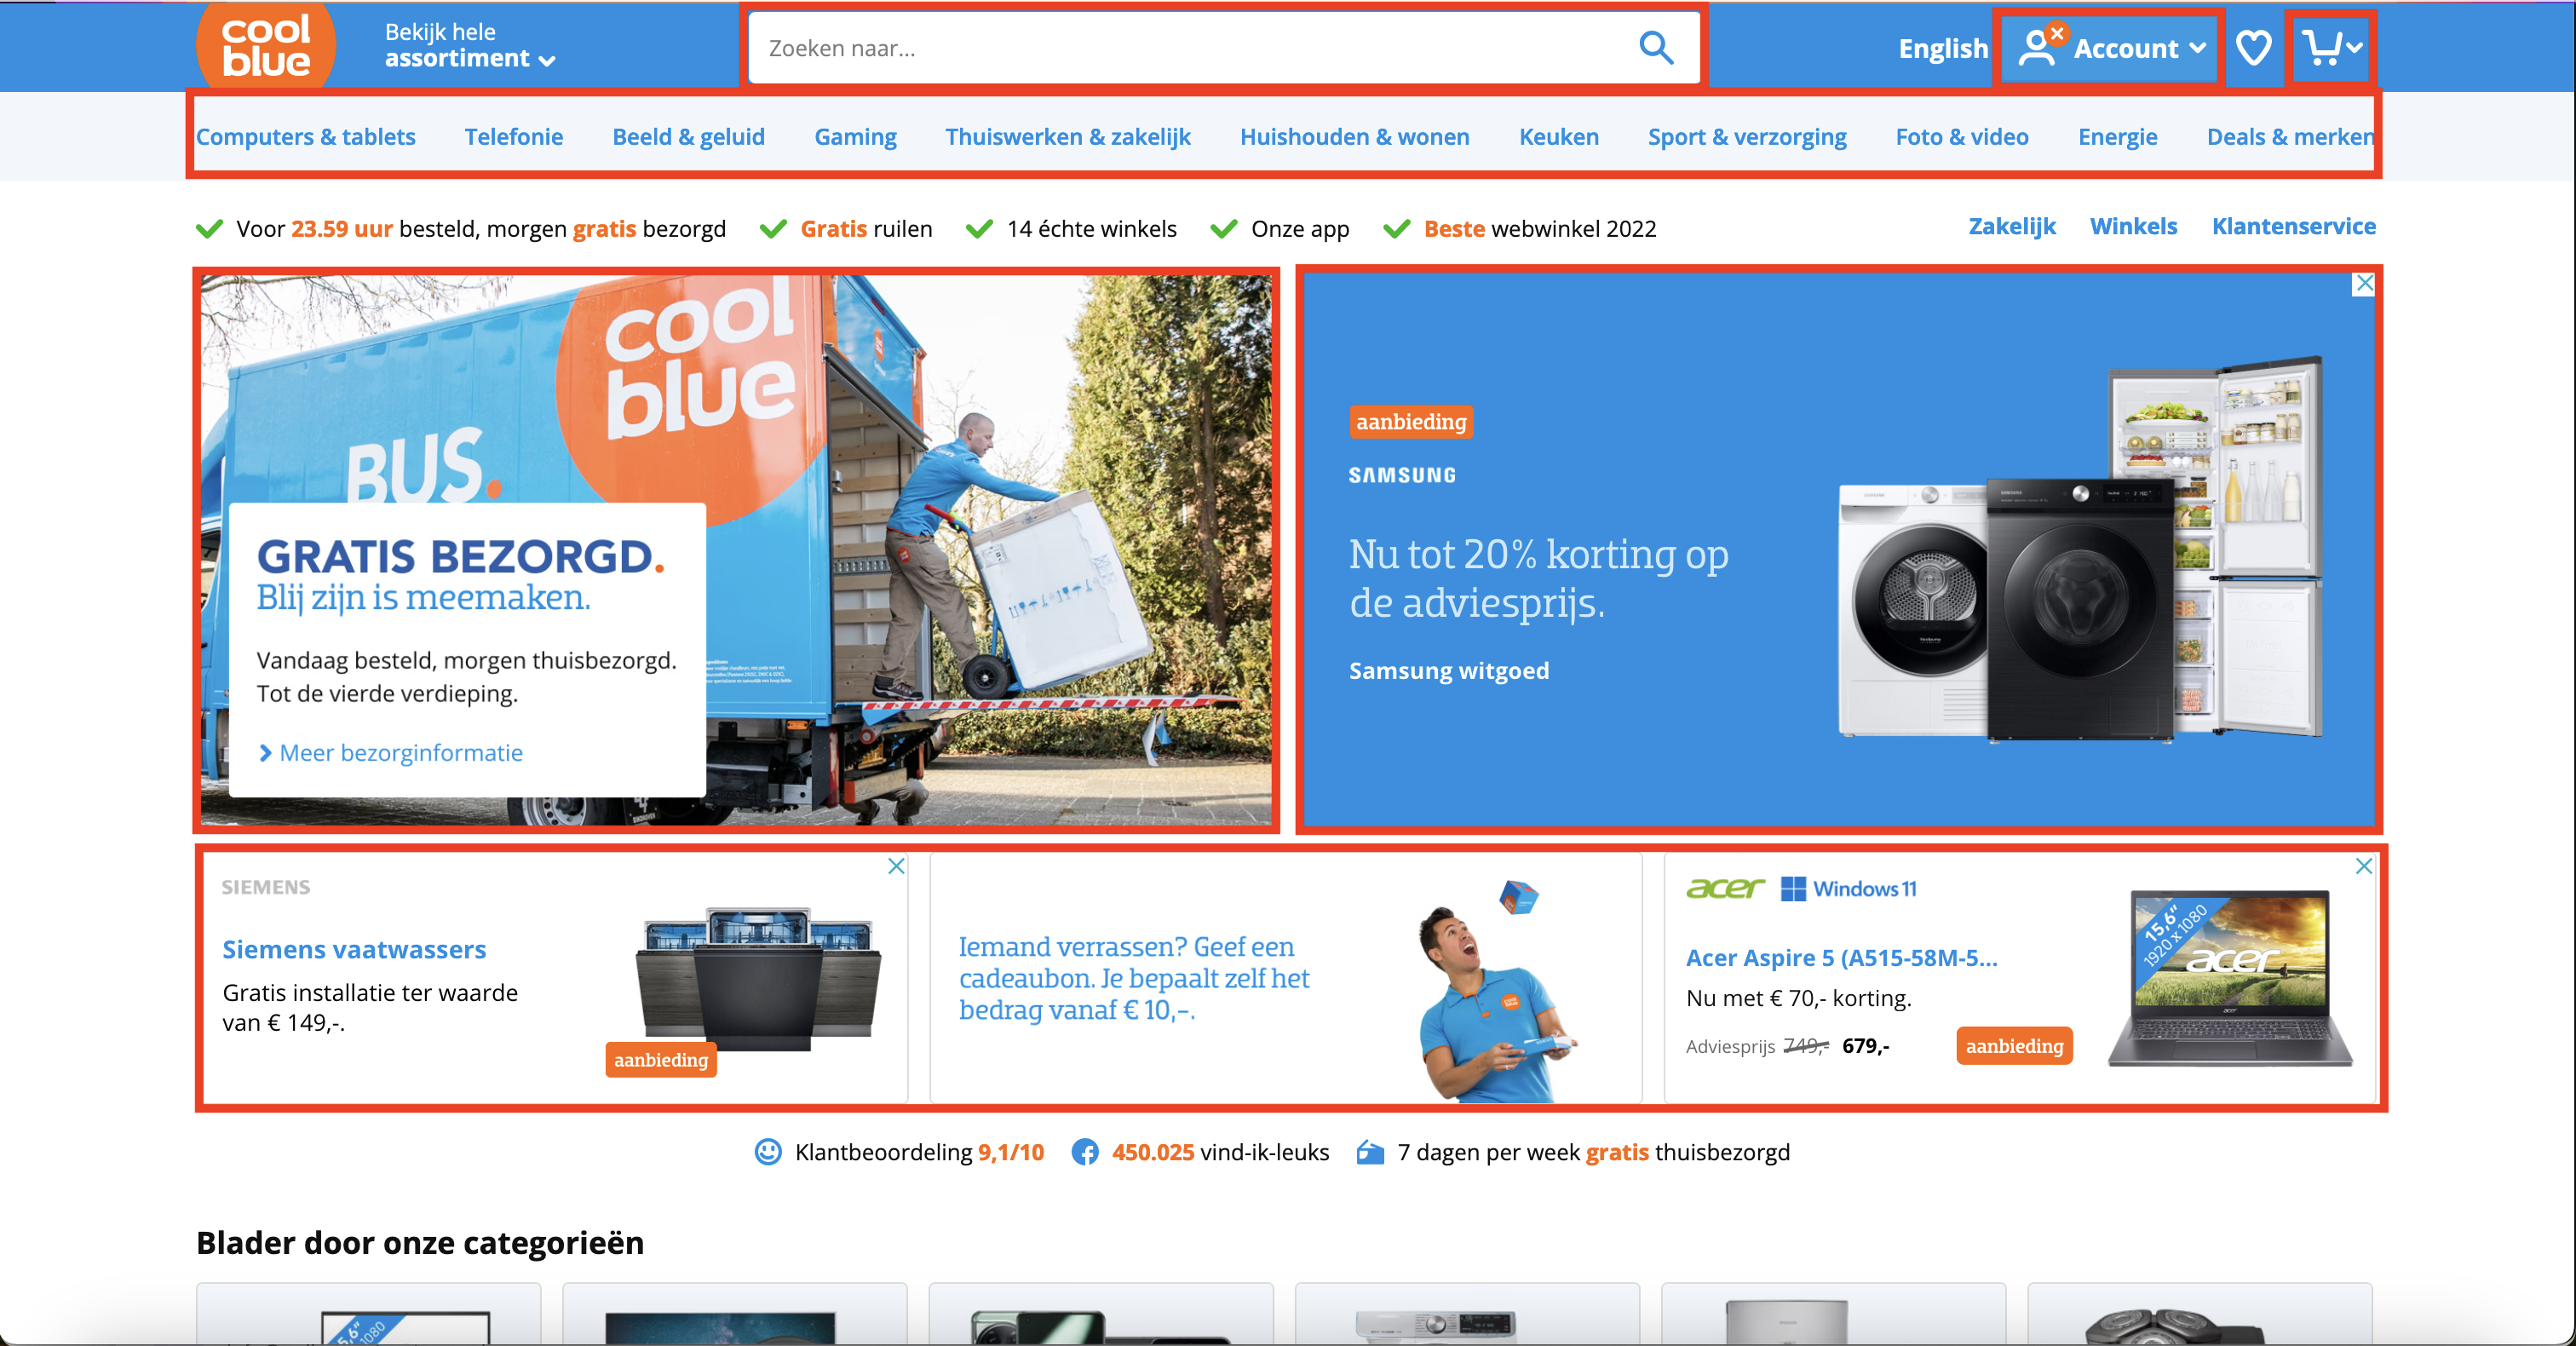 cool
blue
Bekijk hele
assortiment
Zoeken naar...
English
Account
Computers & tablets
Telefonie
Beeld & geluid
Gaming
Thuiswerken & zakelijk
Huishouden & wonen
Keuken
Sport & verzorging
Foto & video
Energie
Deals & merken
Voor 23.59 uur besteld, morgen gratis bezorgd
Gratis ruilen
14 échte winkels
Onze app
Beste webwinkel 2022
Zakelijk
Winkels
Klantenservice
cool
blue
BUS.
GRATIS BEZORGD.
Blij zijn is meemaken.
Vandaag besteld, morgen thuisbezorgd.
Tot de vierde verdieping.
Meer bezorginformatie
aanbieding
SAMSUNG
Nu tot 20% korting op
de adviesprijs.
Samsung witgoed
SIEMENS
Siemens vaatwassers
Gratis installatie ter waarde
van € 149,-.
aanbieding
Iemand verrassen? Geef een
cadeaubon. Je bepaalt zelf het
bedrag vanaf € 10,-.
acer
Windows 11
Acer Aspire 5 (A515-58M-5...
Nu met € 70,- korting.
Adviesprijs 749,- 679,-
aanbieding
15,6"
1920 x 1080
acer
Klantbeoordeling 9,1/10
450.025 vind-ik-leuks
7 dagen per week gratis thuisbezorgd
Blader door onze categorieën